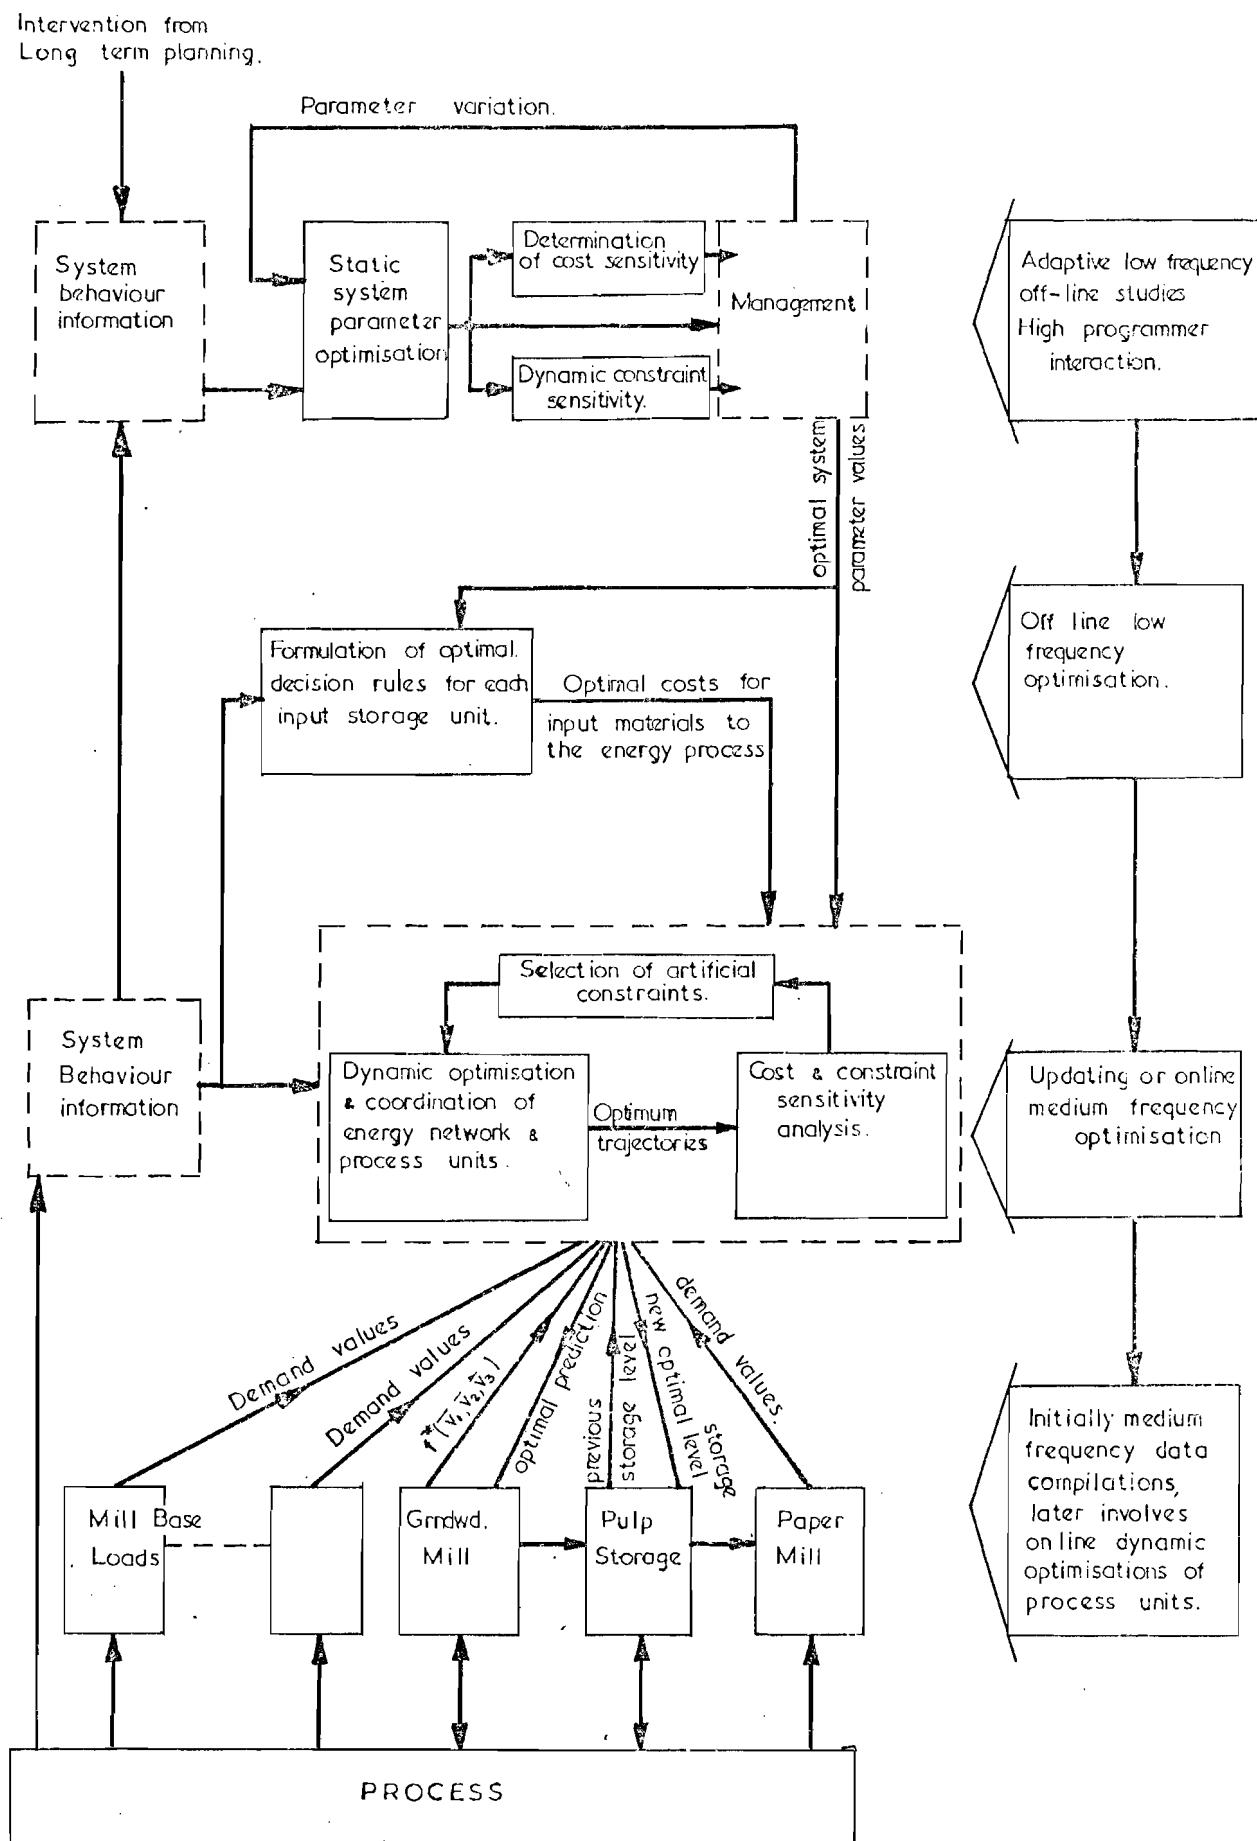 Intervention from
Long term planning.
Parameter variation.
System
behaviour
information
Static
system
parameter
optimisation
Determination
of cost sensitivity
Dynamic constraint
sensitivity.
Management
Adaptive low frequency
off-line studies
High programmer
interaction.
optimal system
parameter values
Formulation of optimal.
decision rules for each
input storage unit.
Optimal costs for
input materials to
the energy process
Off line low
frequency
optimisation.
Selection of artificial
constraints.
System
Behaviour
information
Dynamic optimisation
& coordination of
energy network &
process units.
Optimum
trajectories
Cost & constraint
sensitivity
analysis.
Updating or online
medium frequency
optimisation
Demand values
Demand values
optimal prediction
previous
storage level
new optimal
storage
level
demand values.
Mill Base
Loads
Grndwd.
Mill
Pulp
Storage
Paper
Mill
Initially medium
frequency data
compilations,
later involves
on line dynamic
optimisations of
process units.
PROCESS